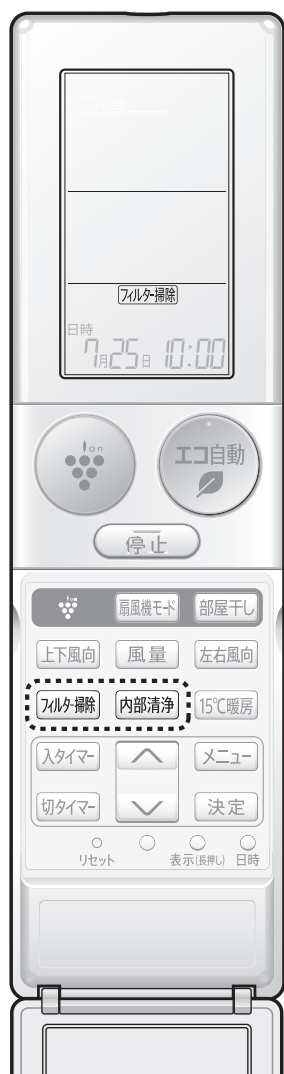 フィルター掃除
日時
7月25日 10:00
Ion
エコ自動
停止
Ion 扇風機モード 部屋干し
上下風向 風量 左右風向
フィルター掃除 内部清浄 15℃暖房
入タイマー メニュー
切タイマー 決定
リセット 表示(長押し) 日時